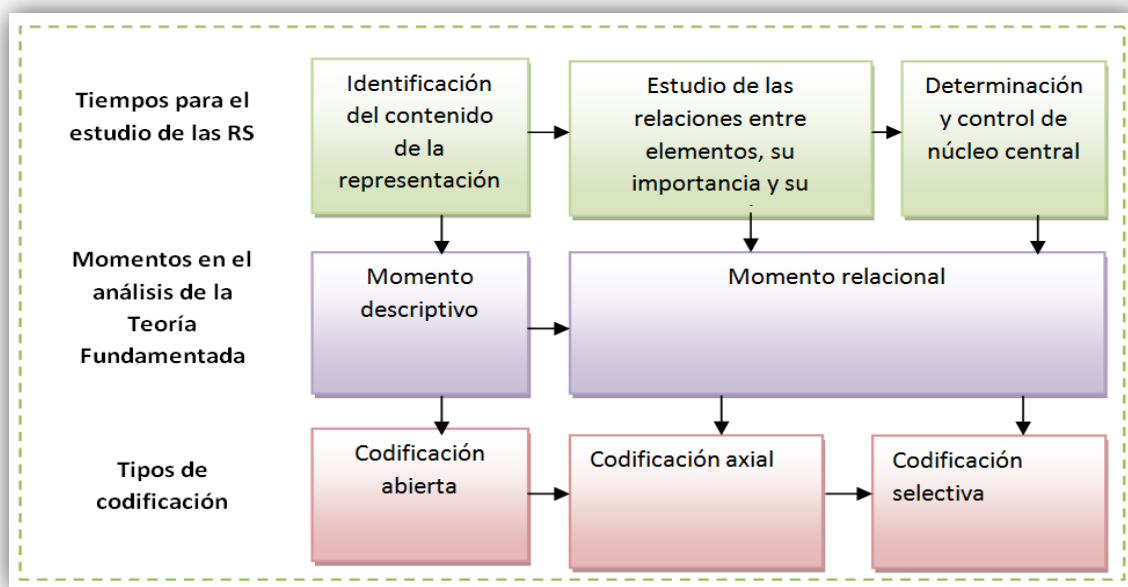 Tiempos para el
estudio de las RS
Identificación
del contenido
de la
representación
Estudio de las
relaciones entre
elementos, su
importancia y su
Determinación
y control de
núcleo central
Momentos en el
análisis de la
Teoría
Fundamentada
Momento
descriptivo
Momento relacional
Tipos de
codificación
Codificación
abierta
Codificación axial
Codificación
selectiva